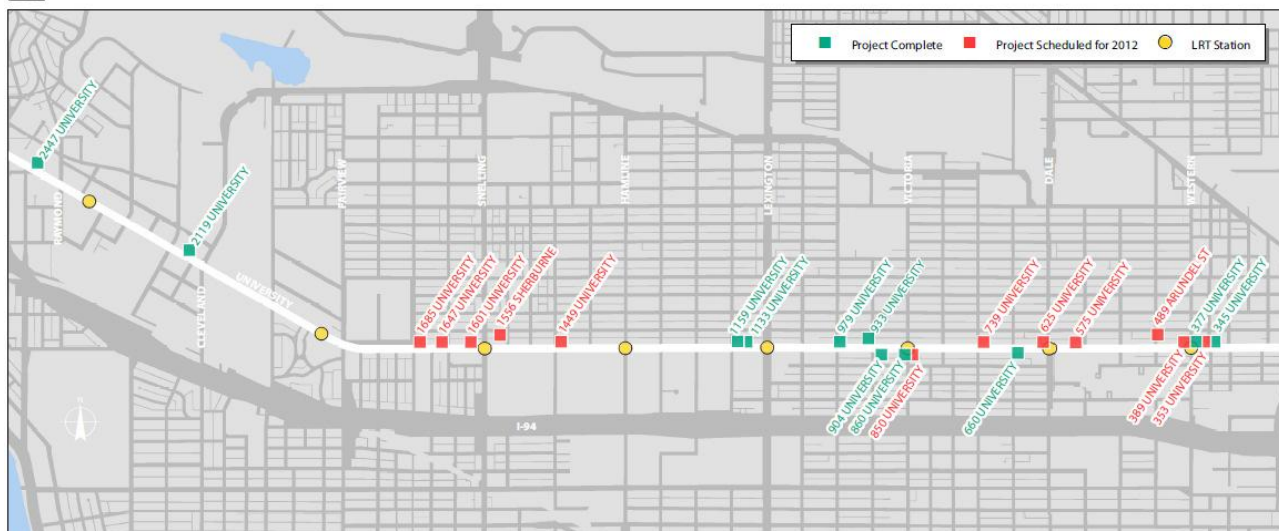 Project Complete
Project Scheduled for 2012
LRT Station
2447 UNIVERSITY
2119 UNIVERSITY
RAYMOND
CLEVELAND
UNIVERSITY
FAIRVIEW
SNELLING
HAMLINE
LEXINGTON
VICTORIA
DALE
WESTERN
1685 UNIVERSITY
1647 UNIVERSITY
1601 UNIVERSITY
1556 SHERBURNE
1449 UNIVERSITY
1159 UNIVERSITY
1133 UNIVERSITY
979 UNIVERSITY
933 UNIVERSITY
739 UNIVERSITY
625 UNIVERSITY
575 UNIVERSITY
489 ARUNDEL ST
377 UNIVERSITY
345 UNIVERSITY
904 UNIVERSITY
860 UNIVERSITY
850 UNIVERSITY
660 UNIVERSITY
389 UNIVERSITY
353 UNIVERSITY
I-94
N